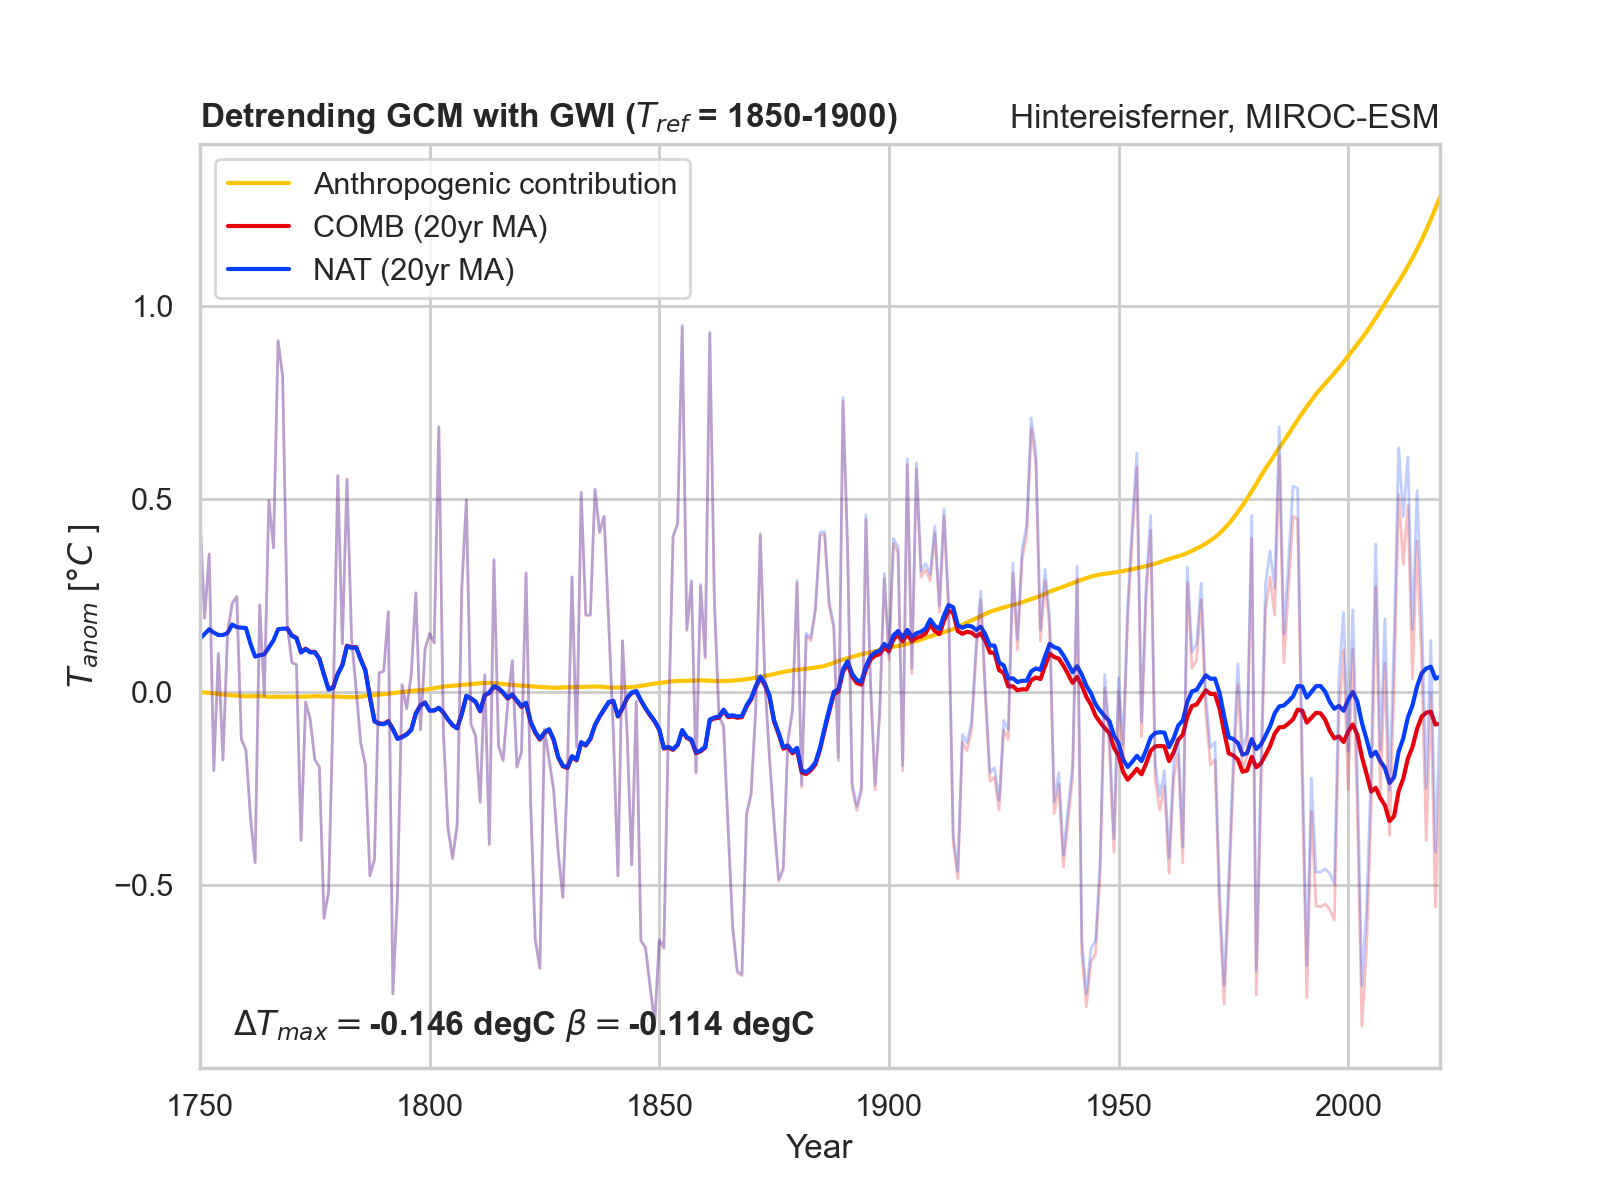 Detrending GCM with GWI (T_ref = 1850-1900) Hintereisferner, MIROC-ESM
Anthropogenic contribution
COMB (20yr MA)
NAT (20yr MA)
1.0
0.5
0.0
−0.5
T_anom [°C ]
ΔT_max = -0.146 degC β = -0.114 degC
1750 1800 1850 1900 1950 2000
Year